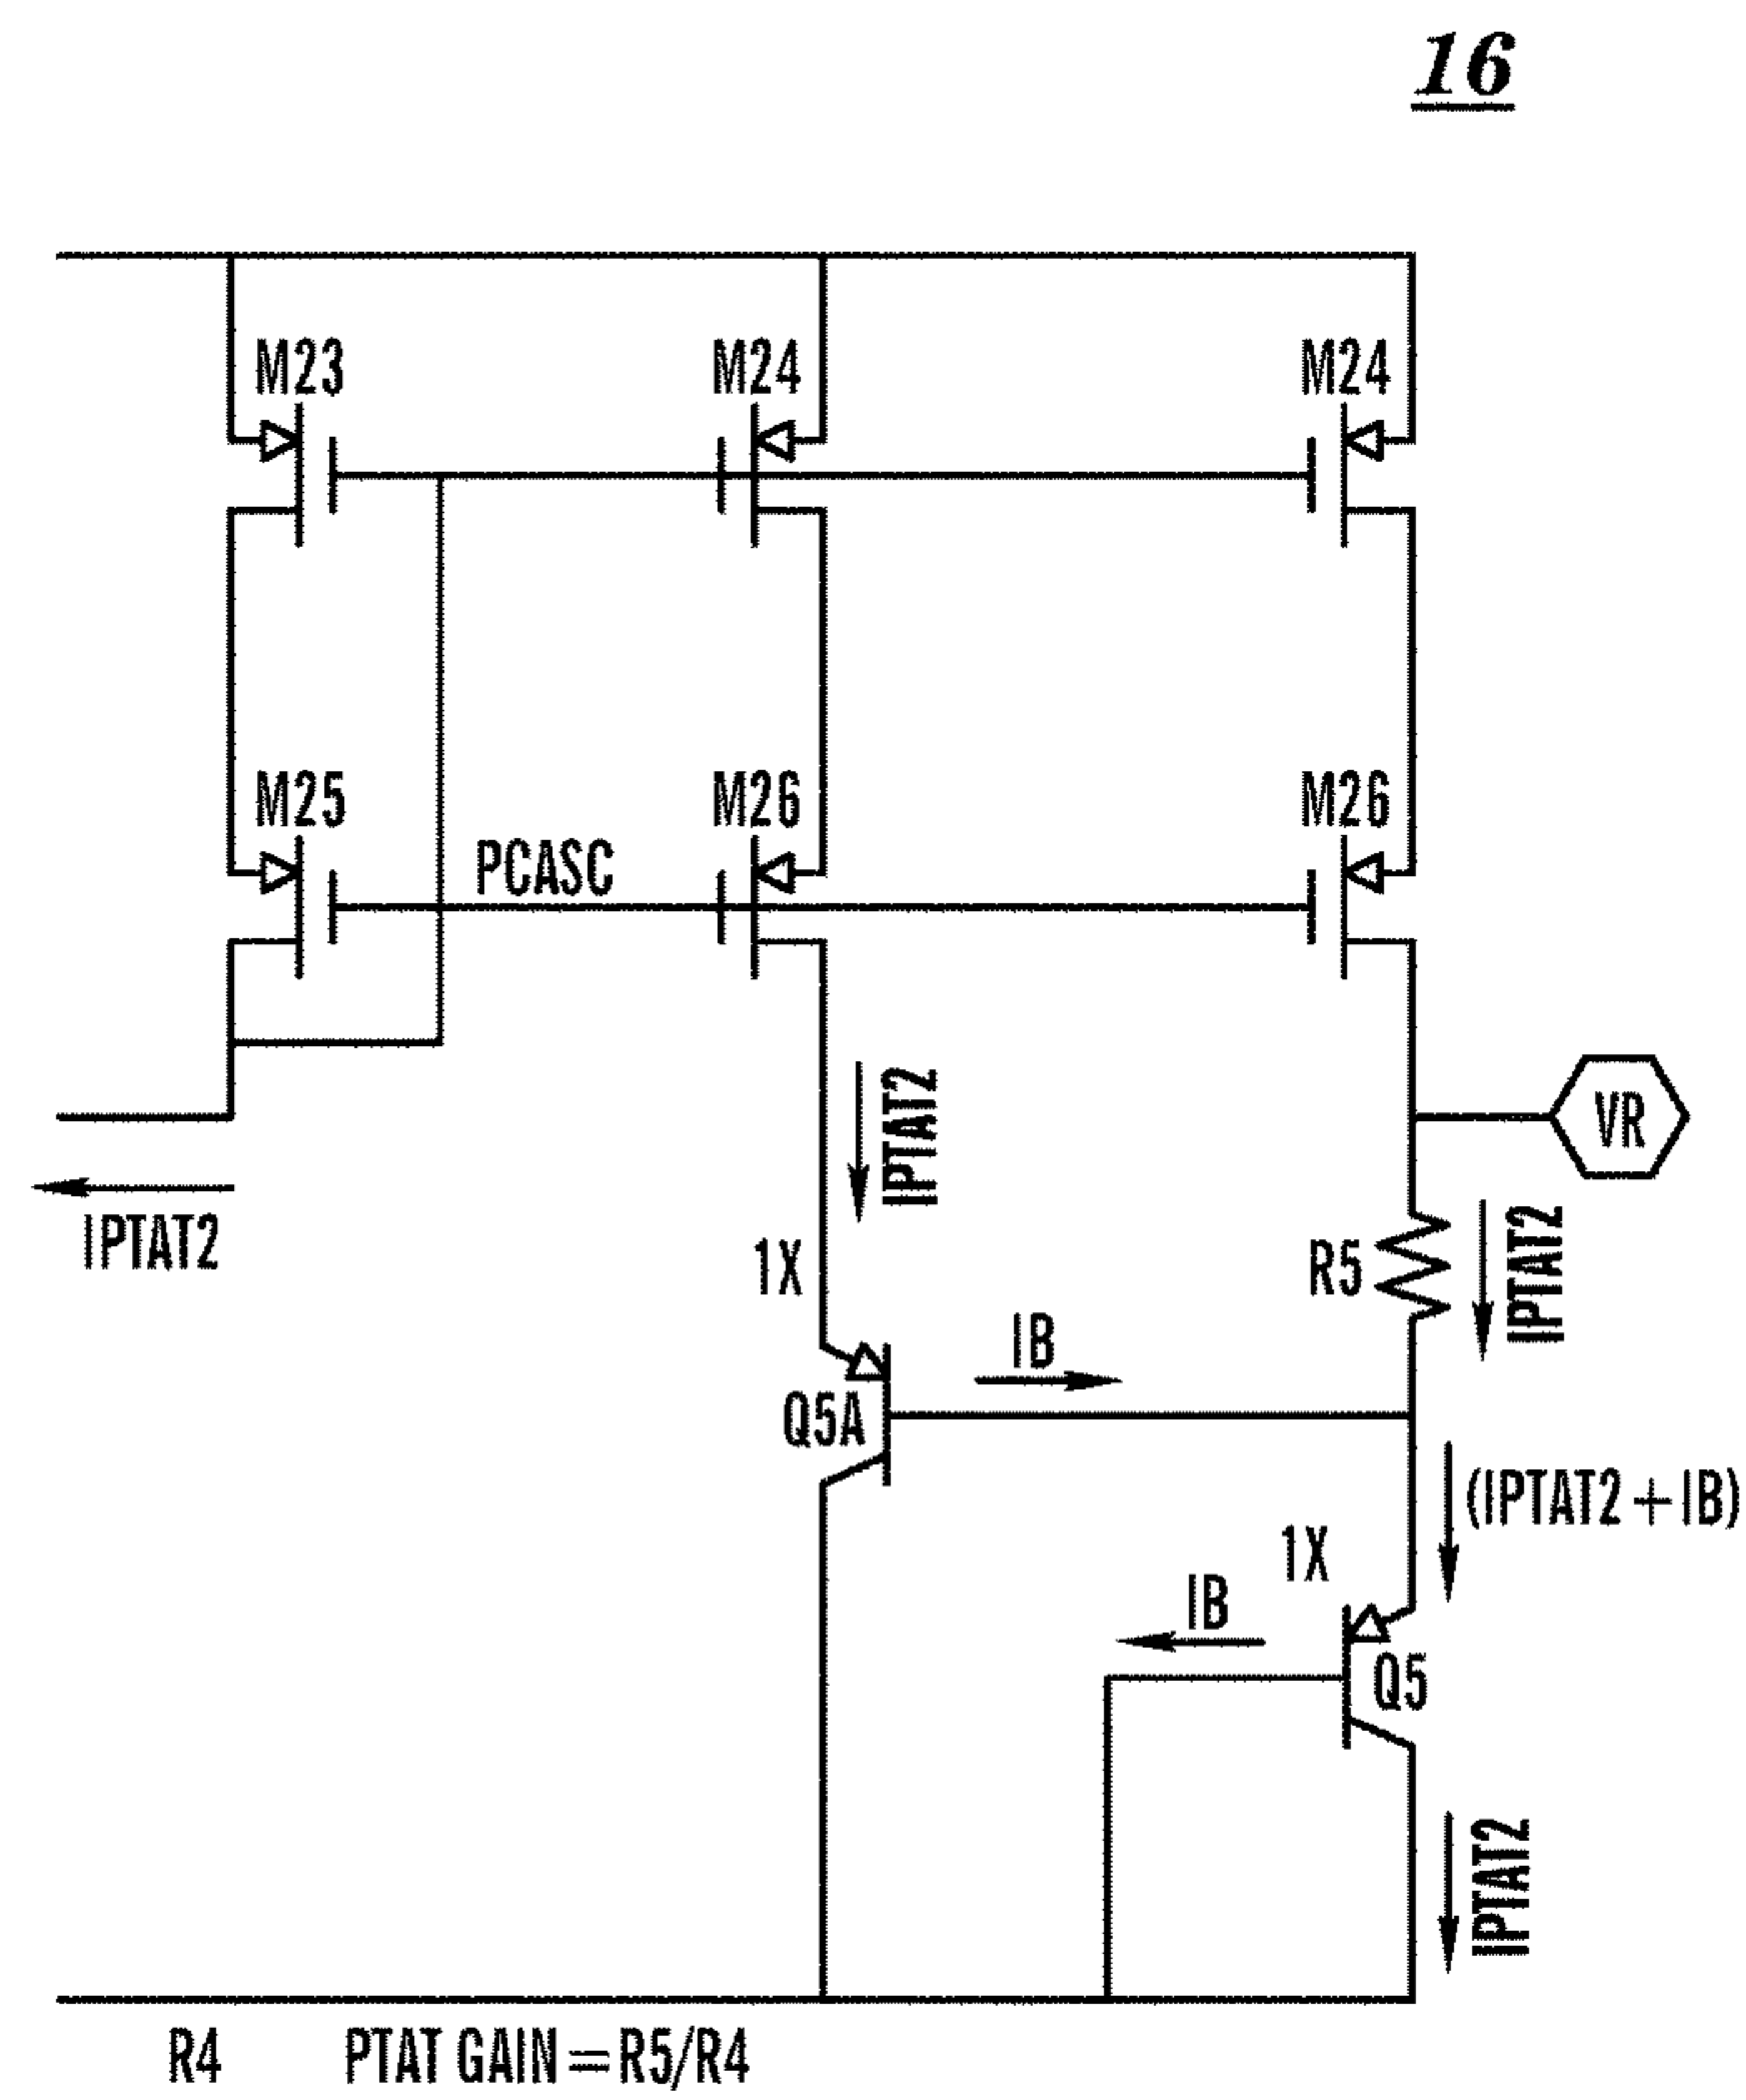 16
M23
M24
M24
M25
PCASC
M26
M26
IPTAT2
IPTAT2
VR
1X
R5
IPTAT2
IB
Q5A
(IPTAT2+IB)
1X
IB
Q5
IPTAT2
R4
PTAT GAIN=R5/R4